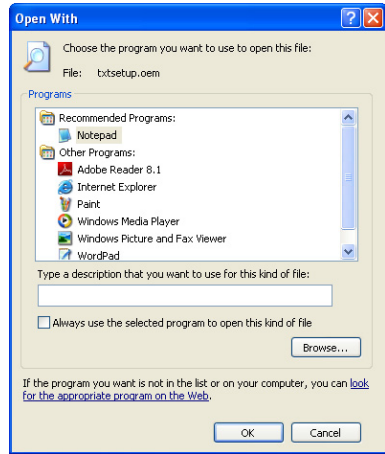 Open With
Choose the program you want to use to open this file:
File: txtsetup.oem
Programs
Recommended Programs:
Notepad
Other Programs:
Adobe Reader 8.1
Internet Explorer
Paint
Windows Media Player
Windows Picture and Fax Viewer
WordPad
Type a description that you want to use for this kind of file:
Always use the selected program to open this kind of file
Browse...
If the program you want is not in the list or on your computer, you can look
for the appropriate program on the Web.
OK Cancel